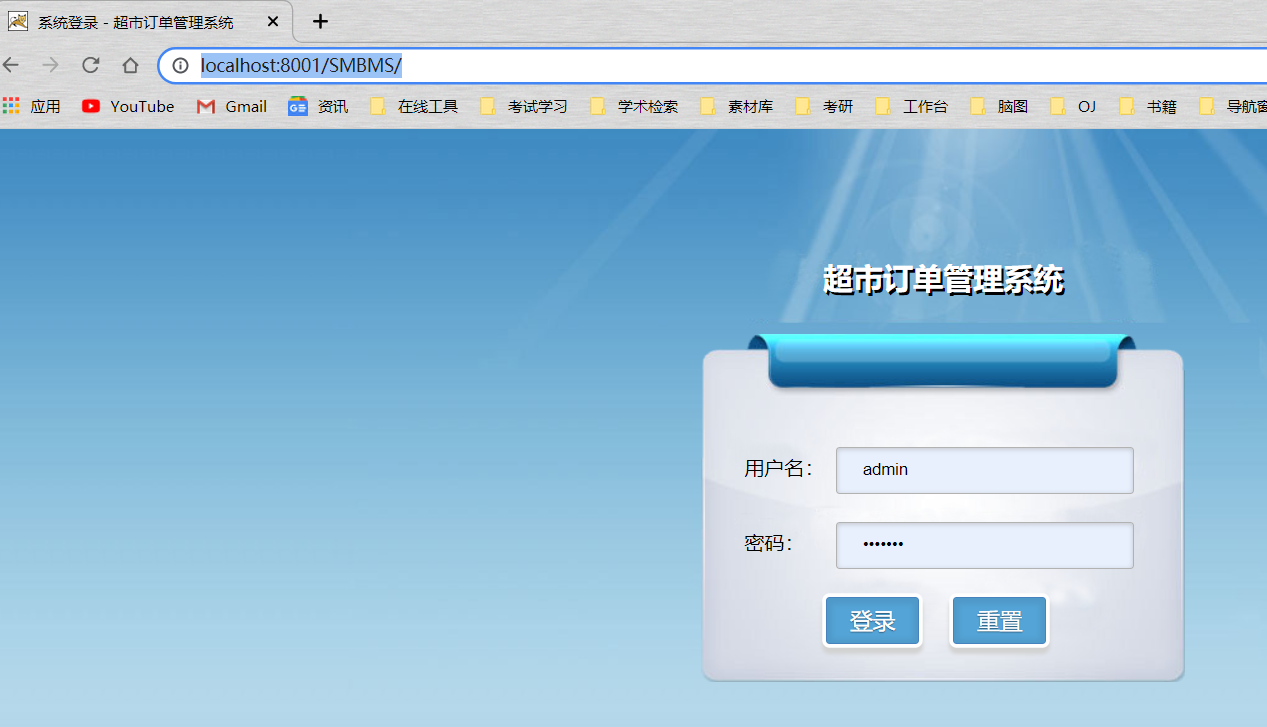 系统登录 - 超市订单管理系统
localhost:8001/SMBMS/
应用 YouTube Gmail 资讯 在线工具 考试学习 学术检索 素材库 考研 工作台 脑图 OJ 书籍 导航窗
超市订单管理系统
用户名： admin
密码： •••••••
登录 重置